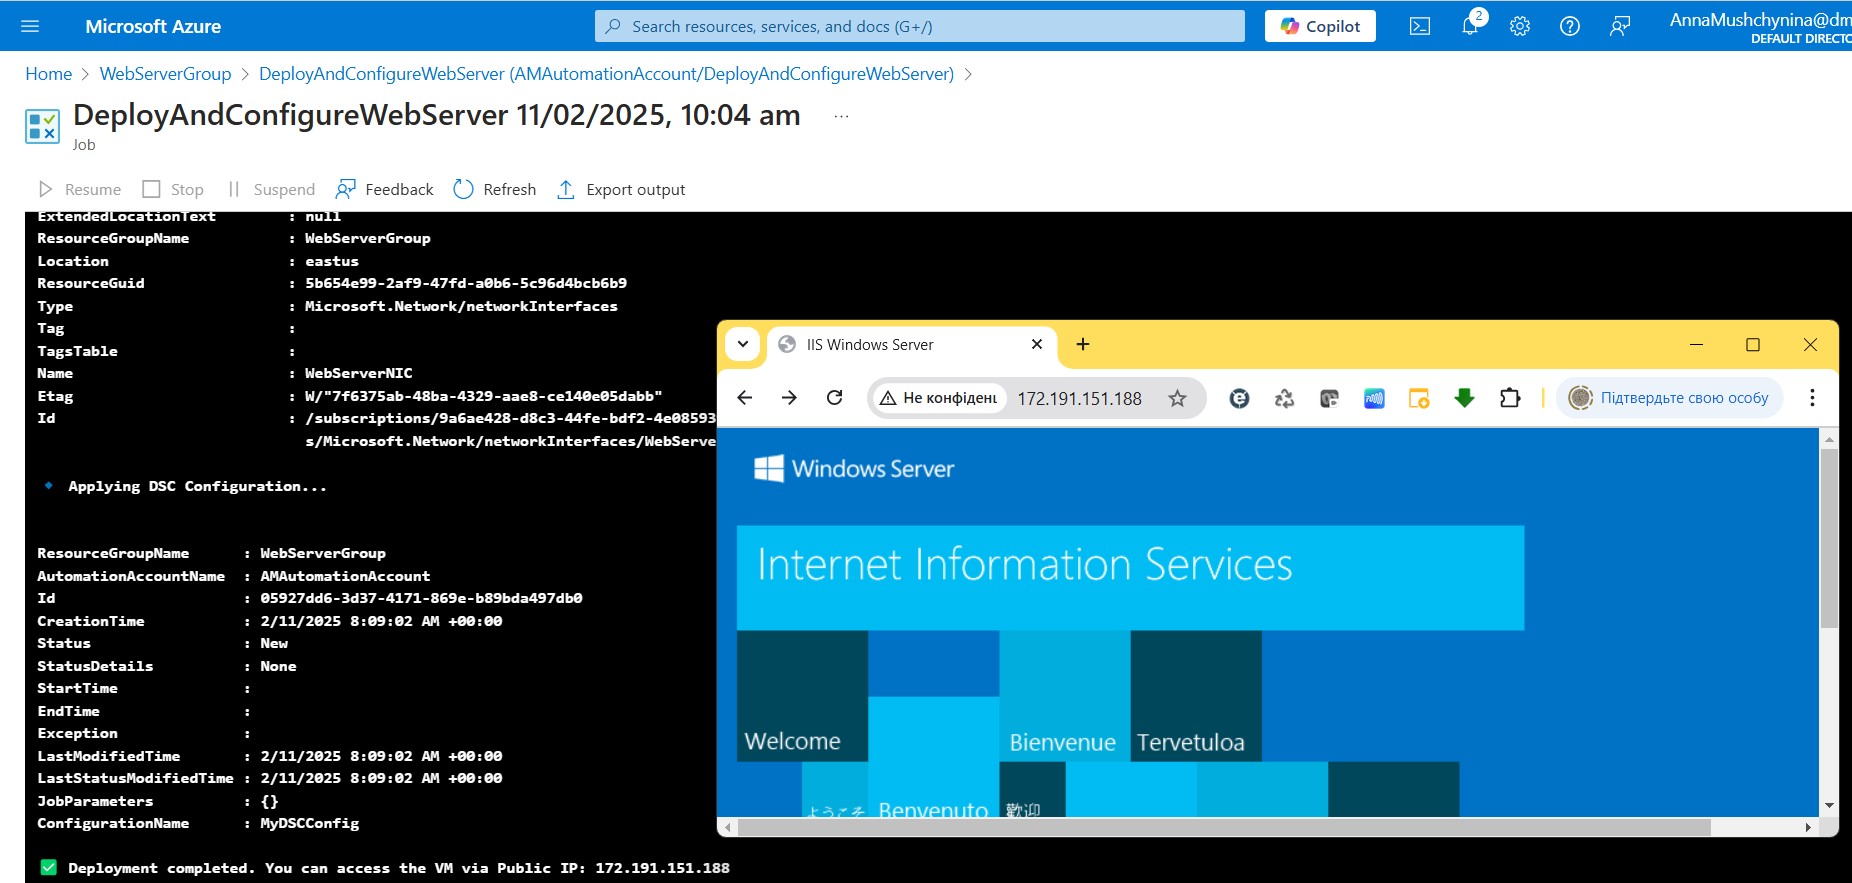 Microsoft Azure
Search resources, services, and docs (G+/)
Copilot
2
AnnaMushchynina@dm
DEFAULT DIRECTO
Home > WebServerGroup > DeployAndConfigureWebServer (AMAutomationAccount/DeployAndConfigureWebServer) >
DeployAndConfigureWebServer 11/02/2025, 10:04 am ...
Job
Resume Stop Suspend Feedback Refresh Export output
ExtendedLocationText : null
ResourceGroupName : WebServerGroup
Location : eastus
ResourceGuid : 5b654e99-2af9-47fd-a0b6-5c96d4bcb6b9
Type : Microsoft.Network/networkInterfaces
Tag :
TagsTable :
Name : WebServerNIC
Etag : W/"7f6375ab-48ba-4329-aae8-ce140e05dabb"
Id : /subscriptions/9a6ae428-d8c3-44fe-bdf2-4e08593
s/Microsoft.Network/networkInterfaces/WebServe
Applying DSC Configuration...
ResourceGroupName : WebServerGroup
AutomationAccountName : AMAutomationAccount
Id : 05927dd6-3d37-4171-869e-b89bda497db0
CreationTime : 2/11/2025 8:09:02 AM +00:00
Status : New
StatusDetails : None
StartTime :
EndTime :
Exception :
LastModifiedTime : 2/11/2025 8:09:02 AM +00:00
LastStatusModifiedTime : 2/11/2025 8:09:02 AM +00:00
JobParameters : {}
ConfigurationName : MyDSCConfig
Deployment completed. You can access the VM via Public IP: 172.191.151.188
IIS Windows Server
Не конфіденц 172.191.151.188
Підтвердьте свою особу
Windows Server
Internet Information Services
Welcome
Bienvenue
Tervetuloa
ようこそ
Benvenuto
歡迎